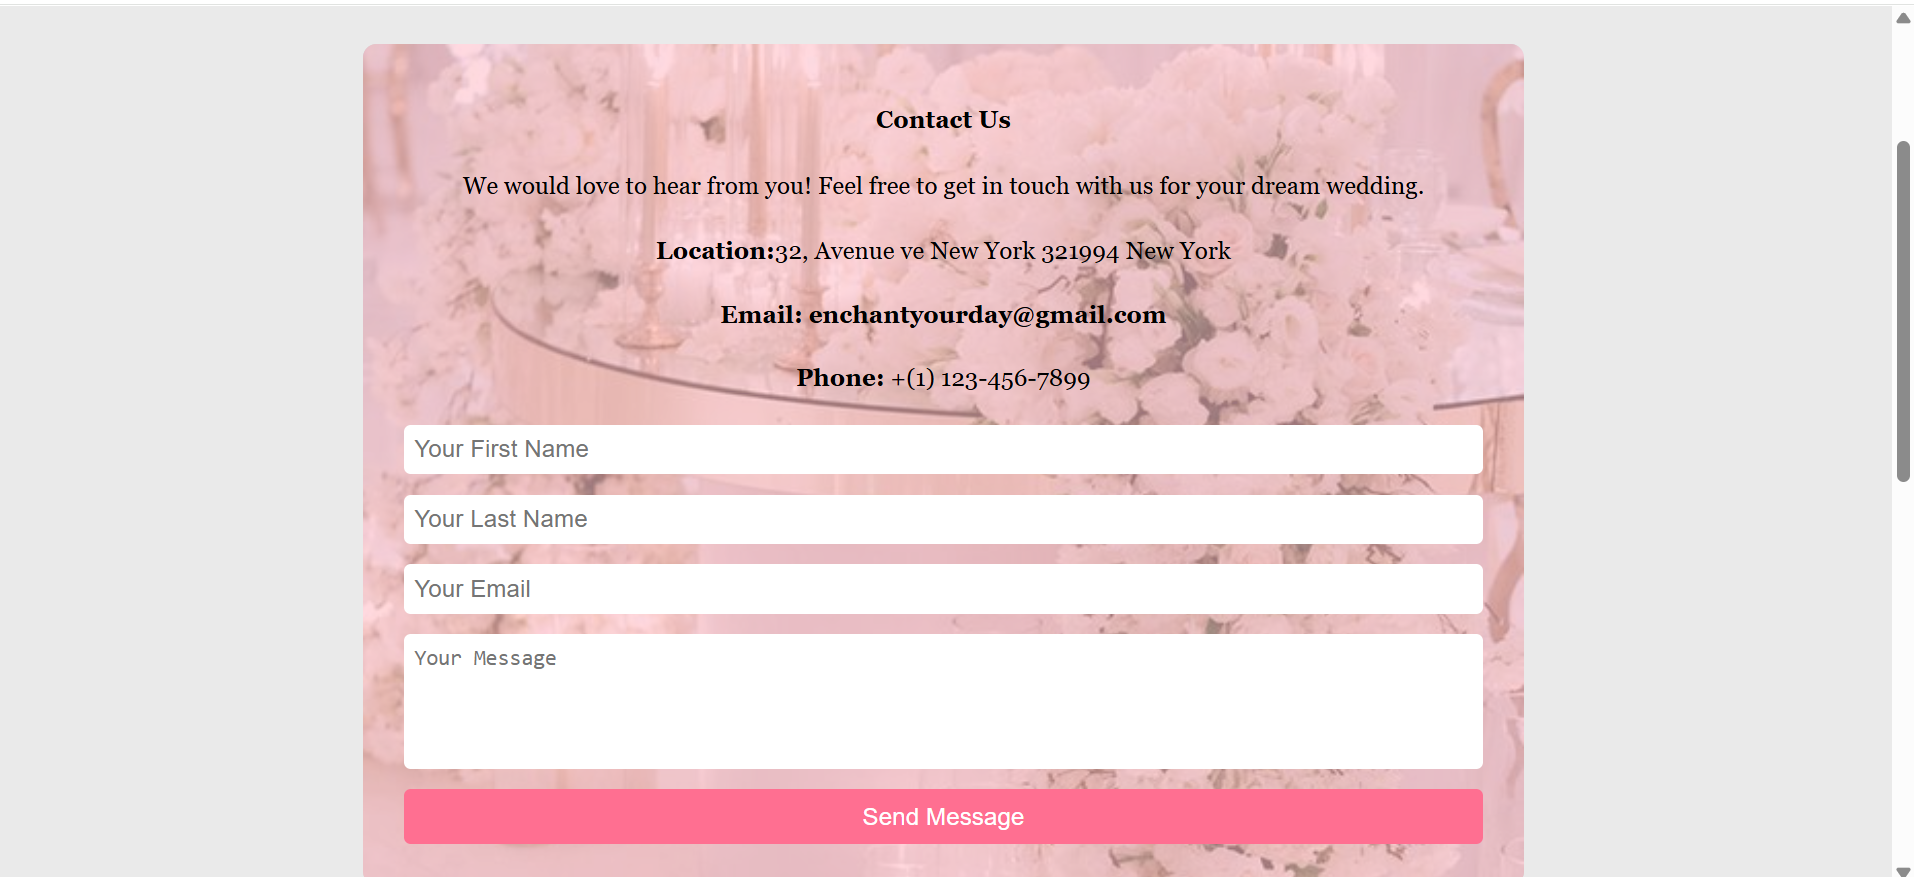 Contact Us
We would love to hear from you! Feel free to get in touch with us for your dream wedding.
Location:32, Avenue ve New York 321994 New York
Email: enchantyourday@gmail.com
Phone: +(1) 123-456-7899
Your First Name
Your Last Name
Your Email
Your Message
Send Message